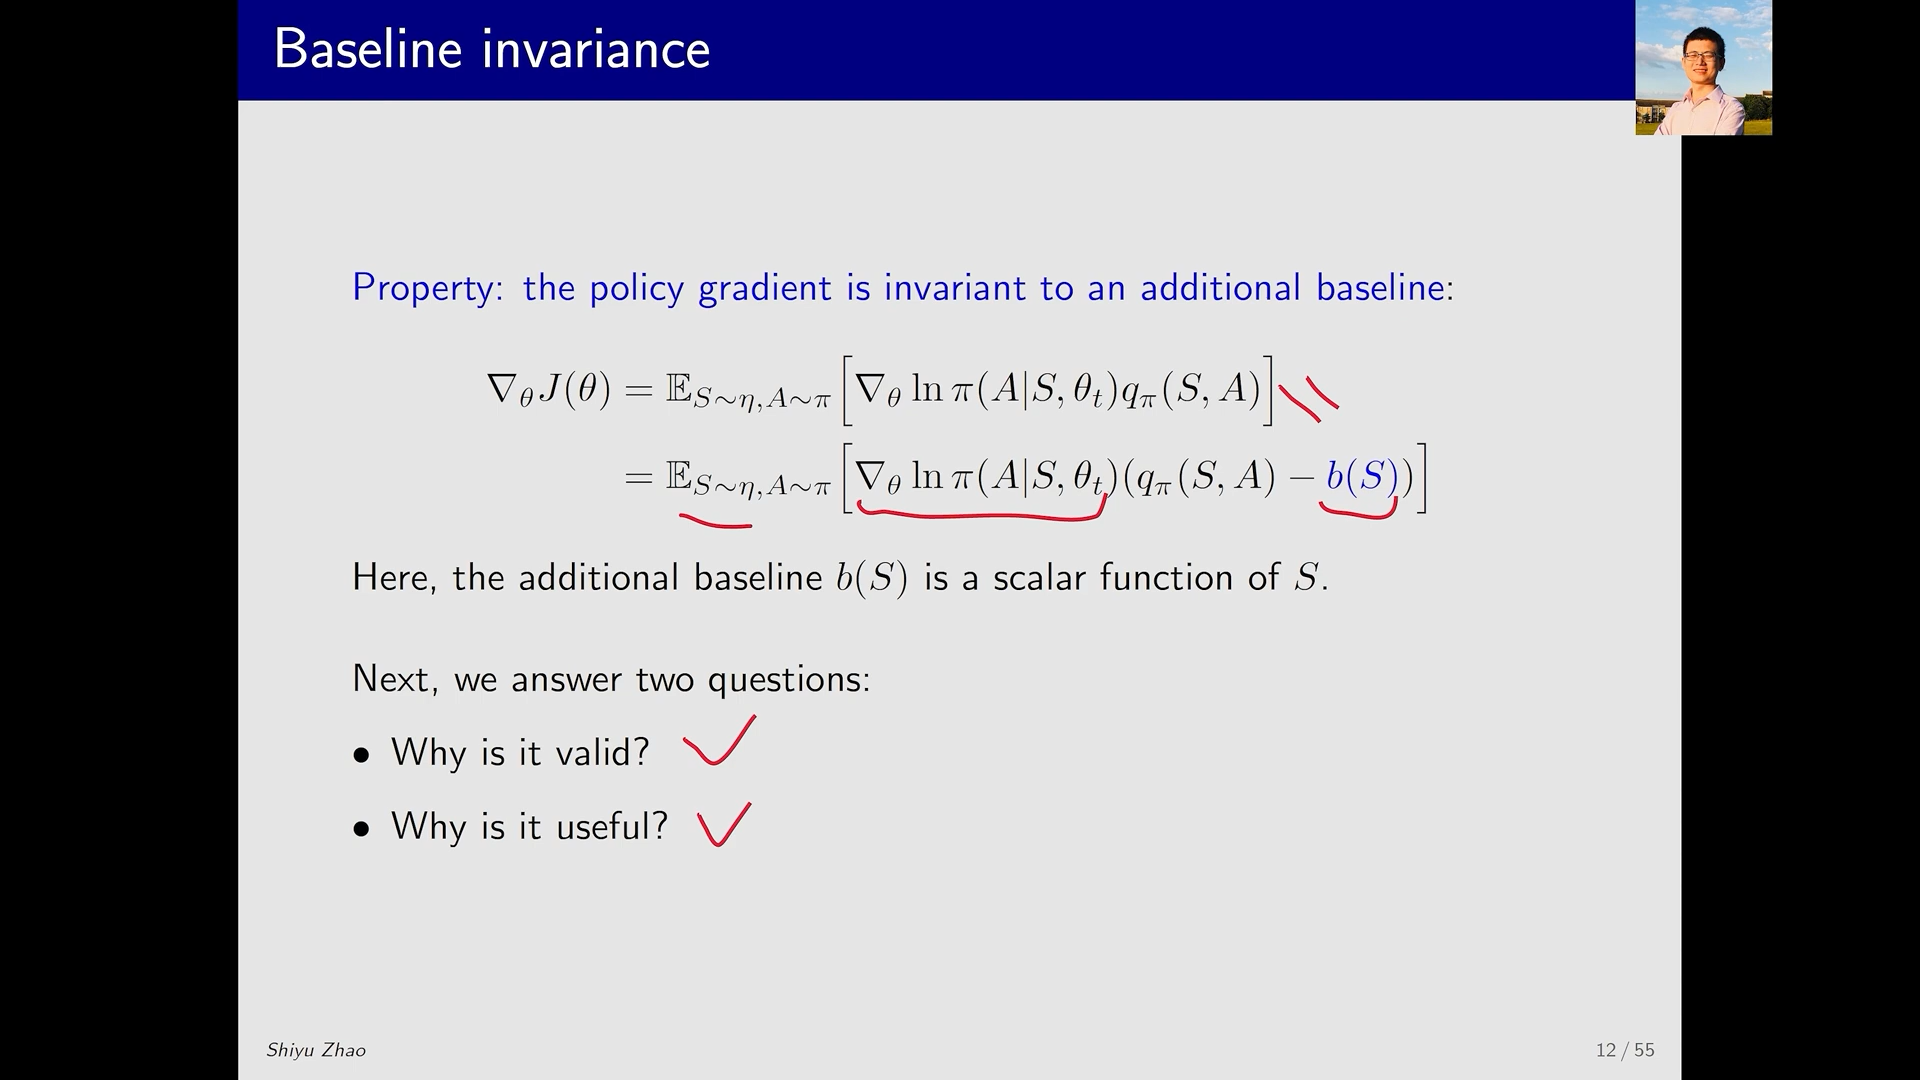 Baseline invariance
Property: the policy gradient is invariant to an additional baseline:
∇_θ J(θ) = 𝔼_{S∼η,A∼π} [∇_θ ln π(A|S, θ_t)q_π(S, A)]
= 𝔼_{S∼η,A∼π} [∇_θ ln π(A|S, θ_t)(q_π(S, A) − b(S))]
Here, the additional baseline b(S) is a scalar function of S.
Next, we answer two questions:
• Why is it valid?
• Why is it useful?
Shiyu Zhao
12 / 55